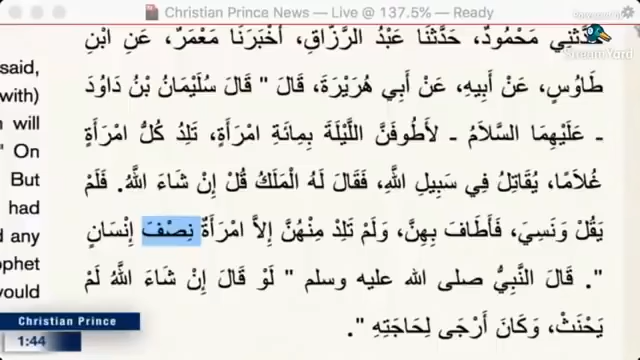 Christian Prince News — Live @ 137.5% — Ready
Powered by
StreamYard
حَدَّثَنِي مَحْمُودٌ، حَدَّثَنَا عَبْدُ الرَّزَّاقِ، أَخْبَرَنَا مَعْمَرٌ، عَنِ ابْنِ
طَاوُسٍ، عَنْ أَبِيهِ، عَنْ أَبِي هُرَيْرَةَ، قَالَ " قَالَ سُلَيْمَانُ بْنُ دَاوُدَ
ـ عَلَيْهِمَا السَّلَامُ ـ لأَطُوفَنَّ اللَّيْلَةَ بِمِائَةِ امْرَأَةٍ، تَلِدُ كُلُّ امْرَأَةٍ
غُلاَمًا، يُقَاتِلُ فِي سَبِيلِ اللَّهِ، فَقَالَ لَهُ الْمَلَكُ قُلْ إِنْ شَاءَ اللَّهُ. فَلَمْ
يَقُلْ وَنَسِيَ، فَأَطَافَ بِهِنَّ، وَلَمْ تَلِدْ مِنْهُنَّ إِلاَّ امْرَأَةٌ نِصْفَ إِنْسَانٍ
". قَالَ النَّبِيُّ صلى الله عليه وسلم " لَوْ قَالَ إِنْ شَاءَ اللَّهُ لَمْ
يَحْنَثْ، وَكَانَ أَرْجَى لِحَاجَتِهِ ".
said,
with)
will
" On
But
had
any
ophet
would
Christian Prince
1:44